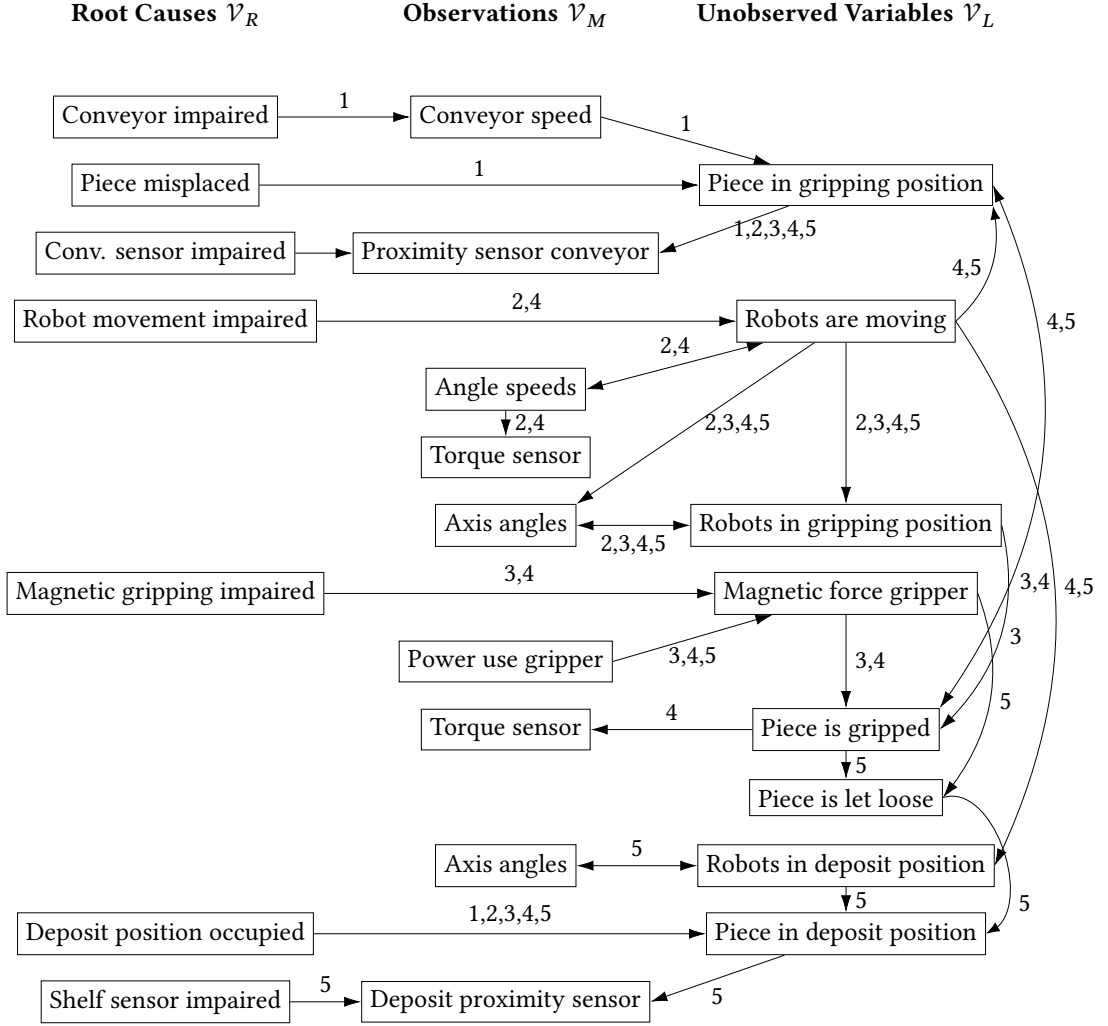 Root Causes 𝒱_R Observations 𝒱_M Unobserved Variables 𝒱_L
Conveyor impaired 1 Conveyor speed 1
Piece misplaced 1 Piece in gripping position
1,2,3,4,5
Conv. sensor impaired Proximity sensor conveyor
4,5
Robot movement impaired 2,4 Robots are moving 4,5
2,4
Angle speeds
2,4 2,3,4,5 2,3,4,5
Torque sensor
Axis angles 2,3,4,5 Robots in gripping position
Magnetic gripping impaired 3,4 Magnetic force gripper 3,4 4,5
3
Power use gripper 3,4,5 3,4
5
Torque sensor 4 Piece is gripped
5
Piece is let loose
Axis angles 5 Robots in deposit position
5 5
Deposit position occupied 1,2,3,4,5 Piece in deposit position
Shelf sensor impaired 5 Deposit proximity sensor 5